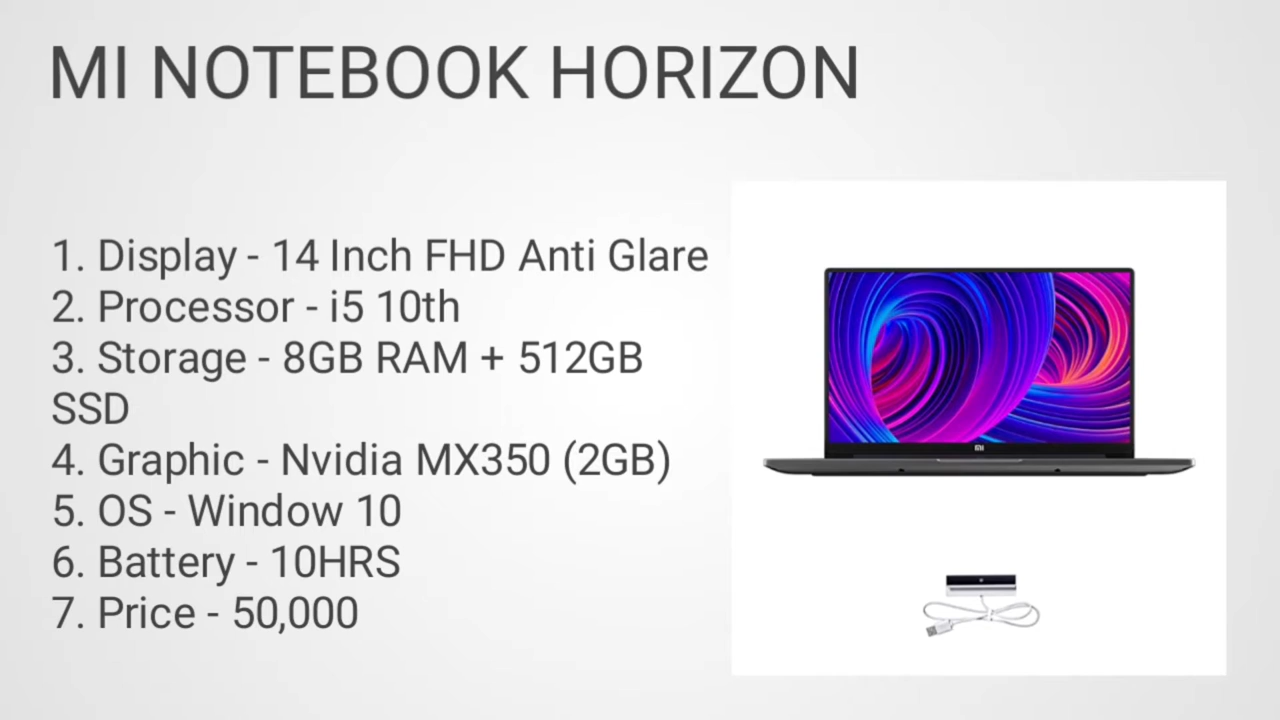 MI NOTEBOOK HORIZON
1. Display - 14 Inch FHD Anti Glare
2. Processor - i5 10th
3. Storage - 8GB RAM + 512GB
SSD
4. Graphic - Nvidia MX350 (2GB)
5. OS - Window 10
6. Battery - 10HRS
7. Price - 50,000
mi